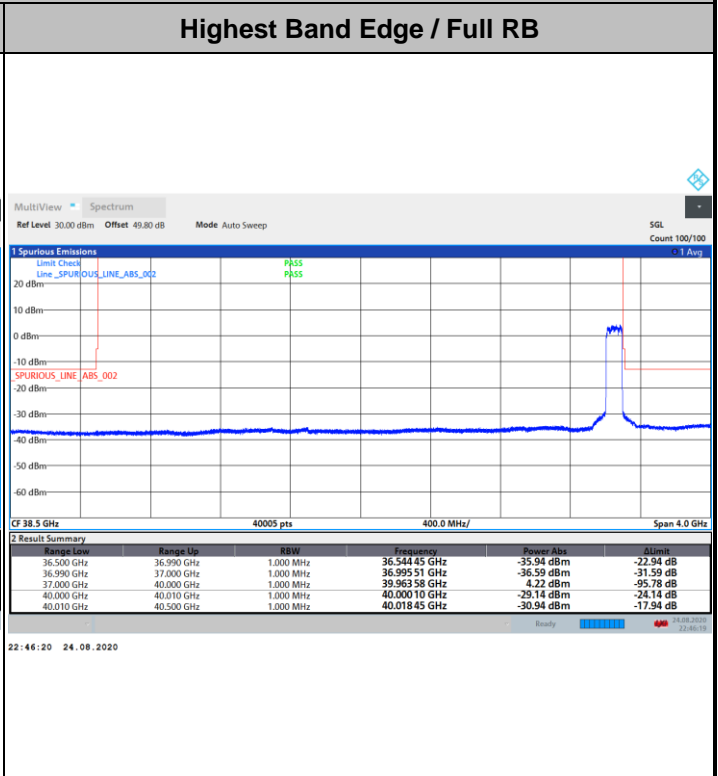 Highest Band Edge / Full RB
MultiView Spectrum
Ref Level 30.00 dBm Offset 49.80 dB Mode Auto Sweep SGL
Count 100/100
1 Spurious Emissions 1 Avg
Limit Check PASS
Line _SPURIOUS_LINE_ABS_002 PASS
20 dBm
10 dBm
0 dBm
-10 dBm
_SPURIOUS_LINE_ABS_002
-20 dBm
-30 dBm
-40 dBm
-50 dBm
-60 dBm
CF 38.5 GHz 40005 pts 400.0 MHz/ Span 4.0 GHz
2 Result Summary
Range Low Range Up RBW Frequency Power Abs ΔLimit
36.500 GHz 36.990 GHz 1.000 MHz 36.544 45 GHz -35.94 dBm -22.94 dB
36.990 GHz 37.000 GHz 1.000 MHz 36.995 51 GHz -36.59 dBm -31.59 dB
37.000 GHz 40.000 GHz 1.000 MHz 39.963 58 GHz 4.22 dBm -95.78 dB
40.000 GHz 40.010 GHz 1.000 MHz 40.000 10 GHz -29.14 dBm -24.14 dB
40.010 GHz 40.500 GHz 1.000 MHz 40.018 45 GHz -30.94 dBm -17.94 dB
Ready 24.08.2020
22:46:19
22:46:20 24.08.2020